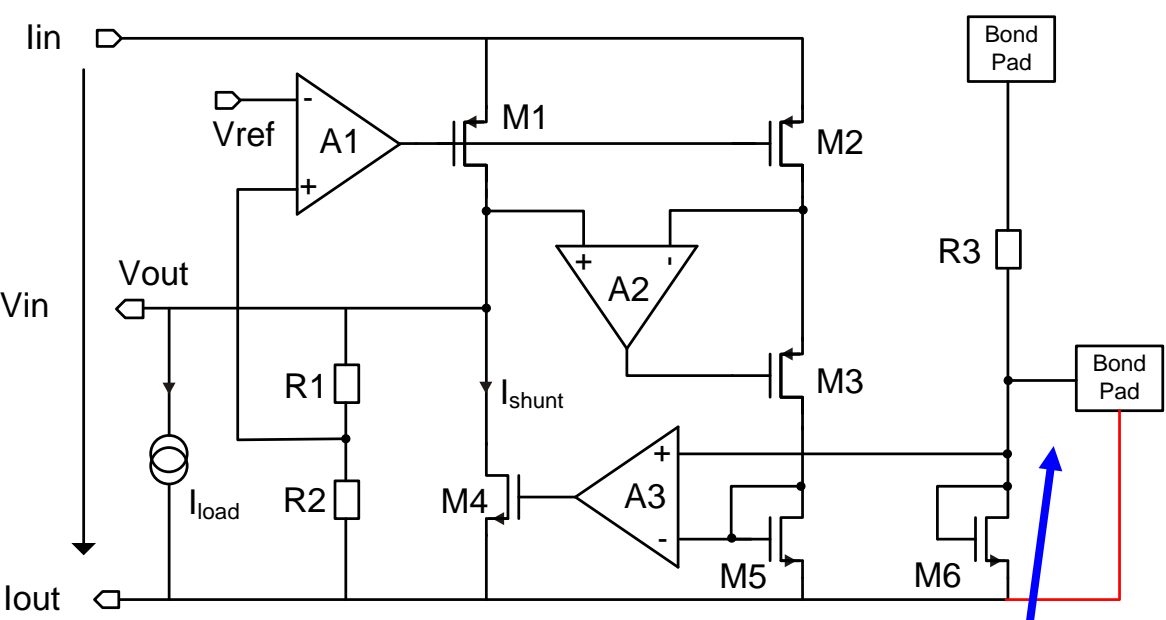 Iin
Bond
Pad
Vref
-
A1
+
M1
M2
R3
Vout
+
-
A2
Vin
R1
Ishunt
M3
Bond
Pad
Iload
R2
M4
+
A3
-
M5
M6
Iout